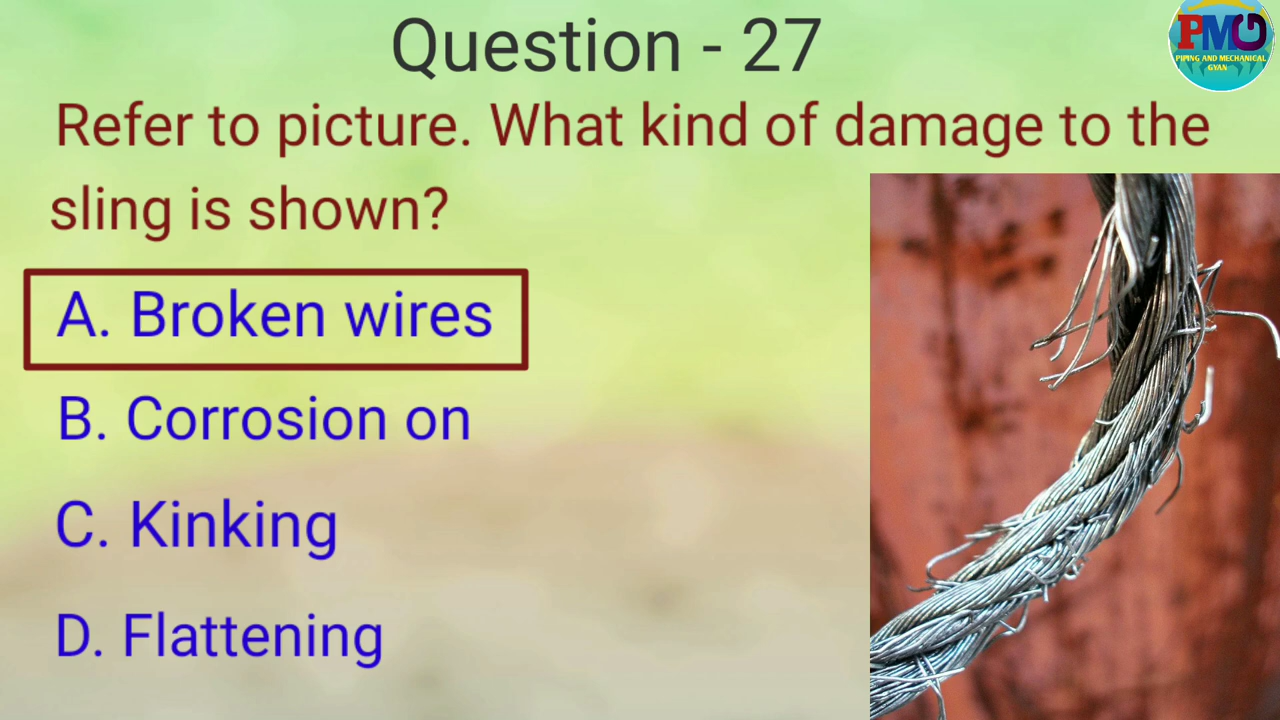 Question - 27
PMG
PIPING AND MECHANICAL
GYAN
Refer to picture. What kind of damage to the
sling is shown?
A. Broken wires
B. Corrosion on
C. Kinking
D. Flattening